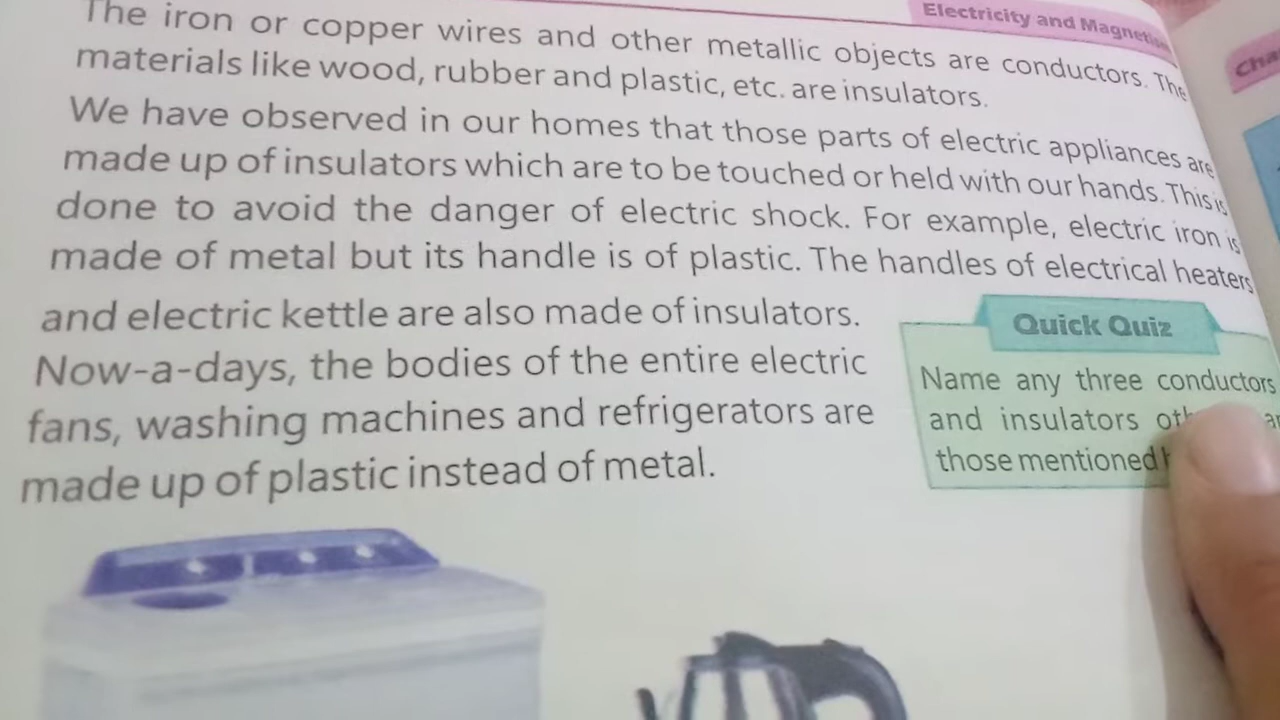 Electricity and
The iron or copper wires and other metallic objects are conductors. The
materials like wood, rubber and plastic, etc. are insulators.
We have observed in our homes that those parts of electric appliances are
made up of insulators which are to be touched or held with our hands. This is
done to avoid the danger of electric shock. For example, electric iron is
made of metal but its handle is of plastic. The handles of electrical heaters
and electric kettle are also made of insulators.
Now-a-days, the bodies of the entire electric
fans, washing machines and refrigerators are
made up of plastic instead of metal.
Quick Quiz
Name any three conductors
and insulators
those mentioned